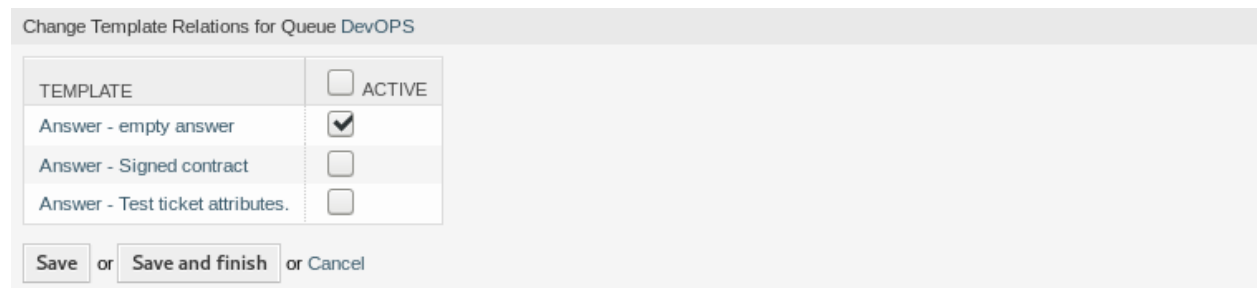 Change Template Relations for Queue DevOPS
TEMPLATE ACTIVE
Answer - empty answer
Answer - Signed contract
Answer - Test ticket attributes.
Save or Save and finish or Cancel